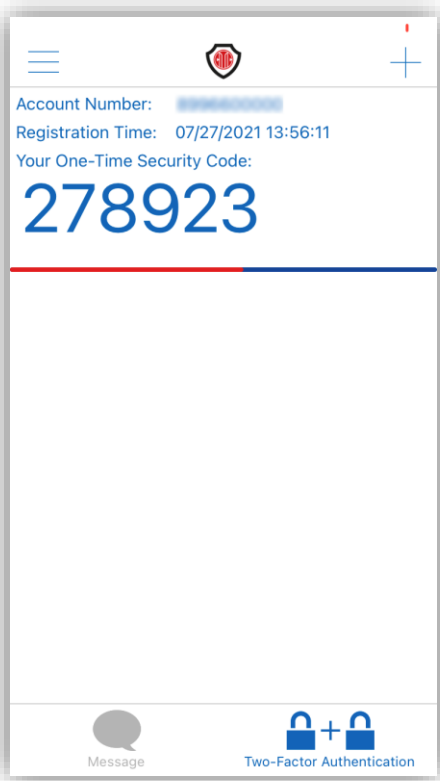 Account Number:
Registration Time: 07/27/2021 13:56:11
Your One-Time Security Code:
278923
Message
Two-Factor Authentication